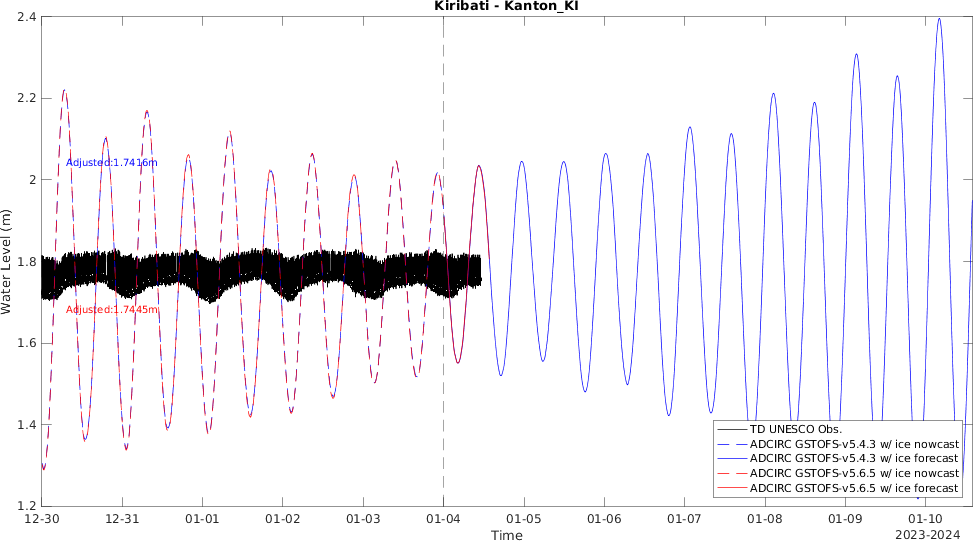 Kiribati - Kanton_KI
Water Level (m)
2.4
2.2
2
1.8
1.6
1.4
1.2
Adjusted:1.7416m
Adjusted:1.7445m
TD UNESCO Obs.
ADCIRC GSTOFS-v5.4.3 w/ ice nowcast
ADCIRC GSTOFS-v5.4.3 w/ ice forecast
ADCIRC GSTOFS-v5.6.5 w/ ice nowcast
ADCIRC GSTOFS-v5.6.5 w/ ice forecast
12-30 12-31 01-01 01-02 01-03 01-04 01-05 01-06 01-07 01-08 01-09 01-10
Time
2023-2024